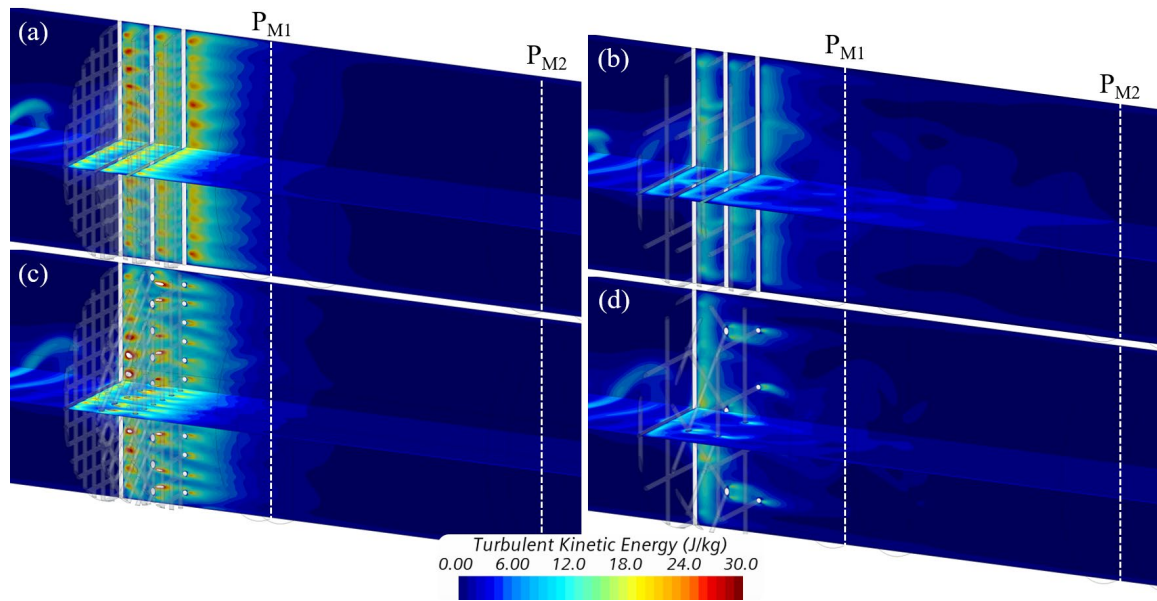 (a)
P_M1
P_M2
(b)
P_M1
P_M2
(c)
(d)
Turbulent Kinetic Energy (J/kg)
0.00 6.00 12.0 18.0 24.0 30.0